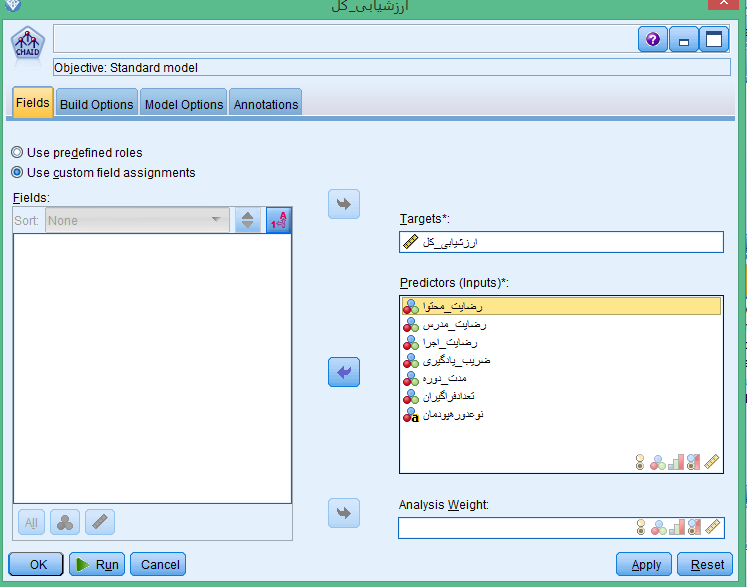 ارزشیابی_کل
CHAID
Objective: Standard model
Fields
Build Options
Model Options
Annotations
Use predefined roles
Use custom field assignments
Fields:
Sort: None
Targets*:
ارزشیابی_کل
Predictors (Inputs)*:
رضایت_محتوا
رضایت_مدرس
رضایت_اجرا
ضریب_یادگیری
مدت_دوره
تعدادفراگیران
نوعدورهپودمان
All
Analysis Weight:
OK
Run
Cancel
Apply
Reset